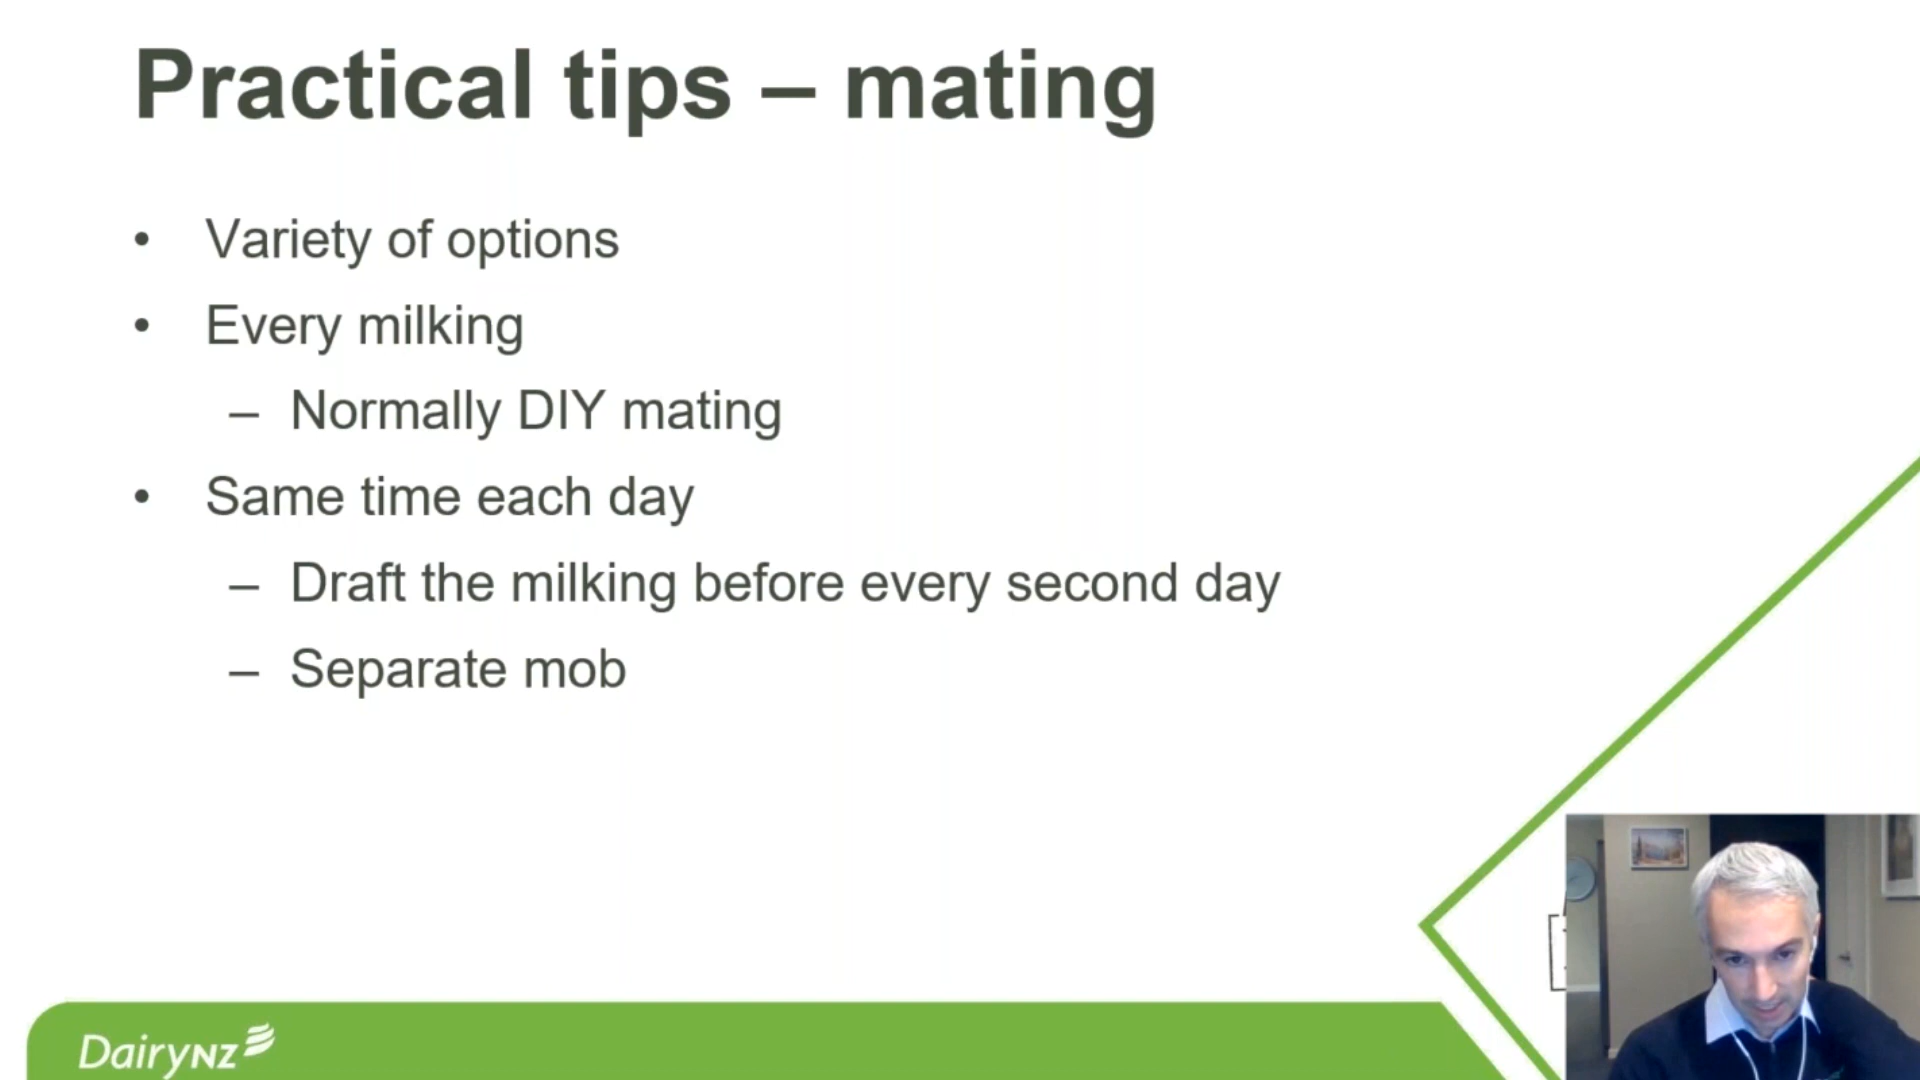 Practical tips – mating
• Variety of options
• Every milking
– Normally DIY mating
• Same time each day
– Draft the milking before every second day
– Separate mob
DairyNZ